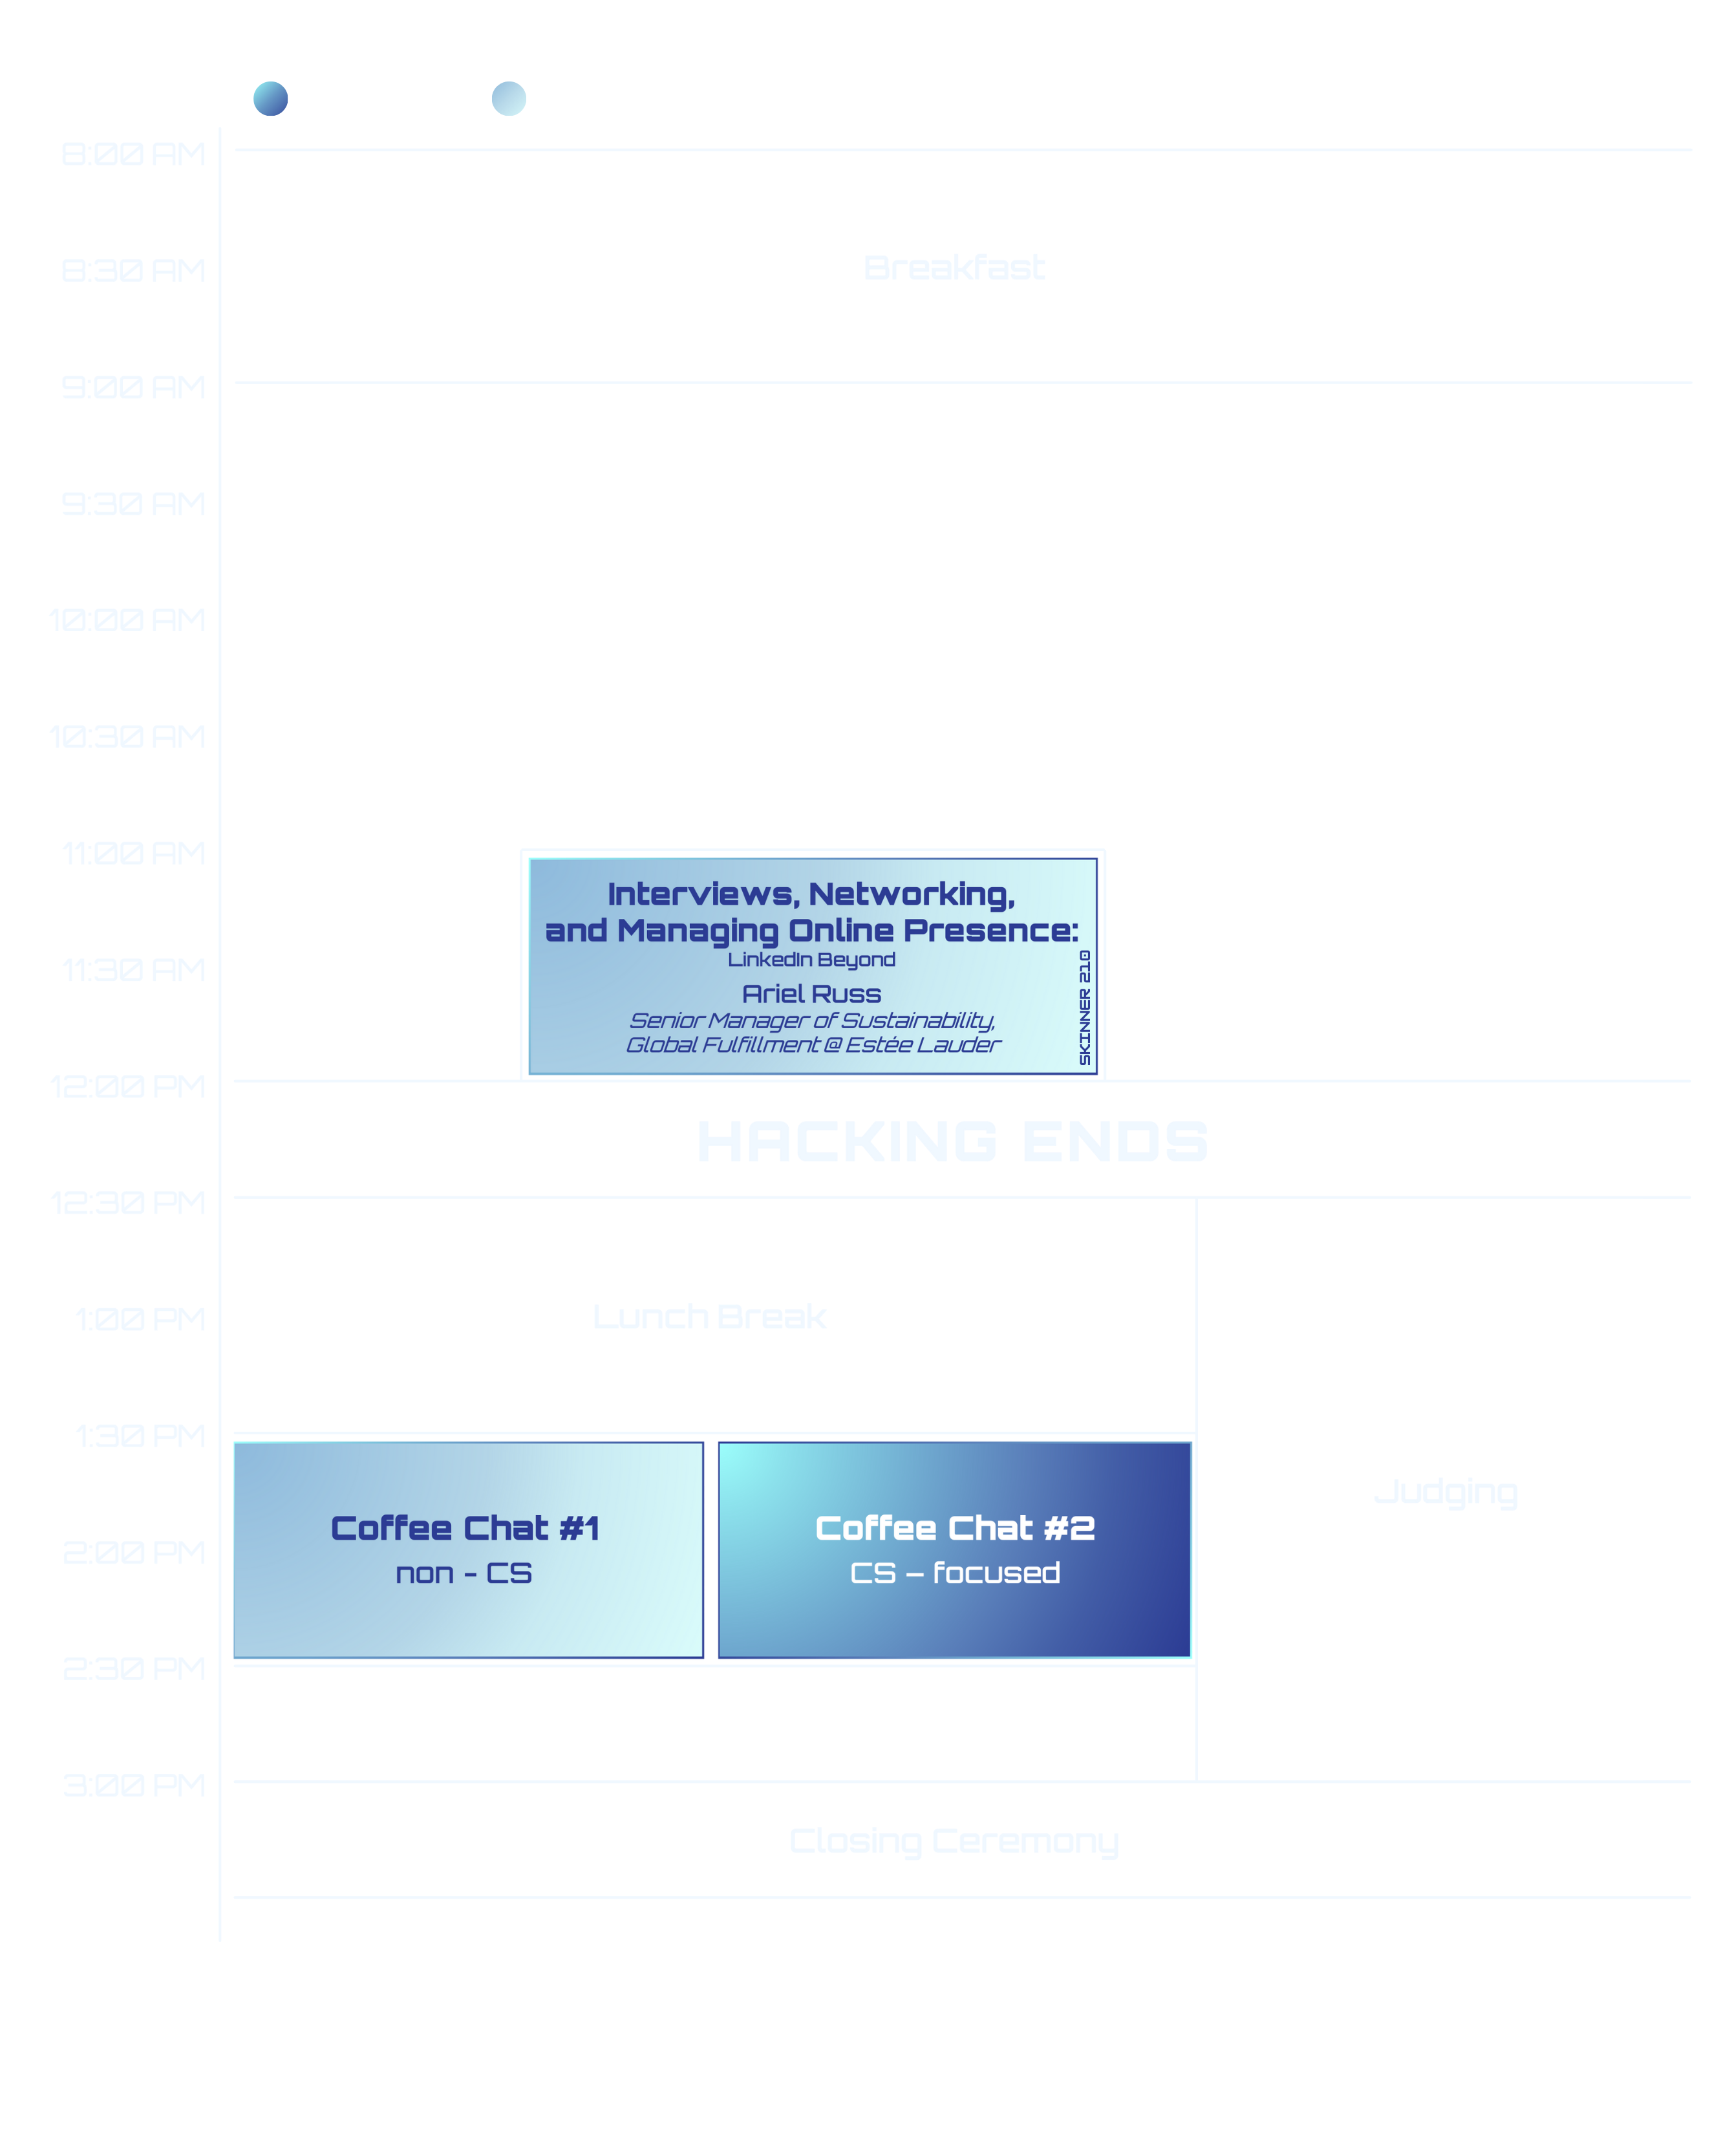 8:00 AM
8:30 AM
Breakfast
9:00 AM
9:30 AM
10:00 AM
10:30 AM
11:00 AM
Interviews, Networking,
and Managing Online Presence:
LinkedIn Beyond
11:30 AM
Ariel Russ
Senior Manager of Sustainability,
Global Fulfillment @ Estée Lauder
SKINNER 210
12:00 PM
HACKING ENDS
12:30 PM
1:00 PM
Lunch Break
1:30 PM
Judging
Coffee Chat #1
non - CS
Coffee Chat #2
CS – focused
2:00 PM
2:30 PM
3:00 PM
Closing Ceremony